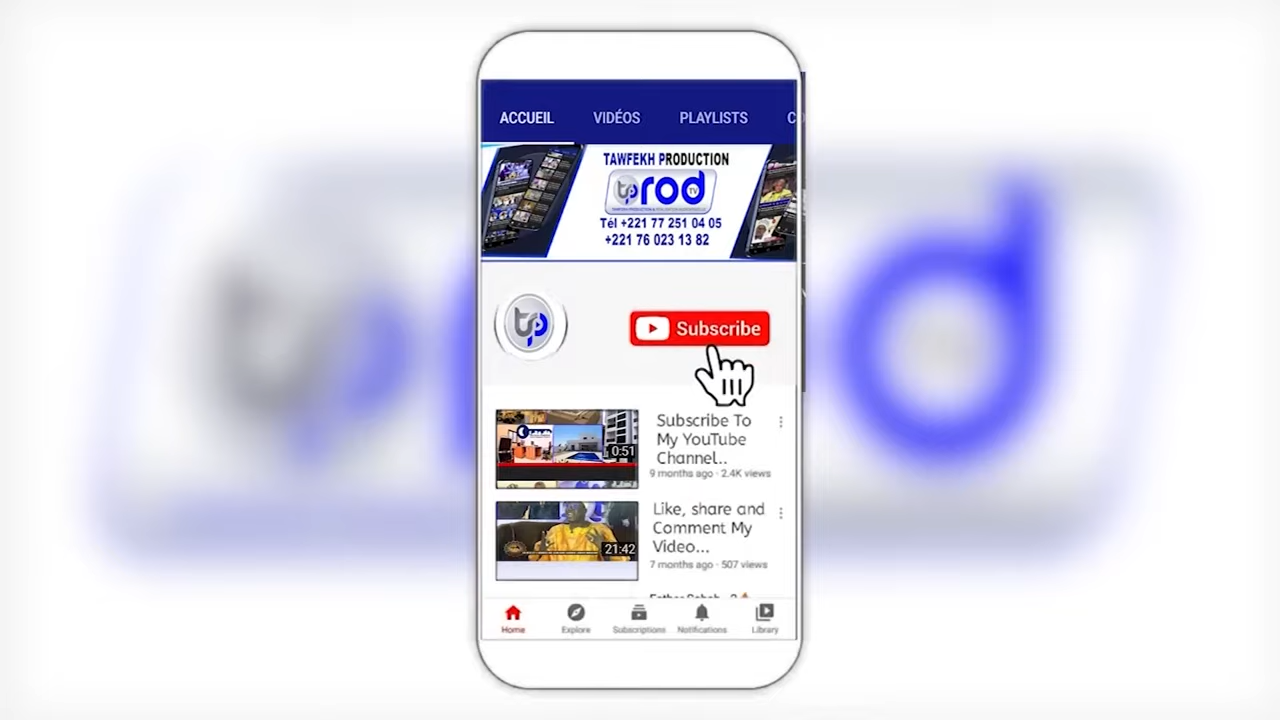 ACCUEIL VIDÉOS PLAYLISTS
TAWFEKH PRODUCTION
tprod TV
Tél +221 77 251 04 05
+221 76 023 13 82
tp
Subscribe
Subscribe To
My YouTube
Channel..
9 months ago · 2.4K views
0:51
Like, share and
Comment My
Video...
7 months ago · 507 views
21:42
Home Explore Subscriptions Notifications Library